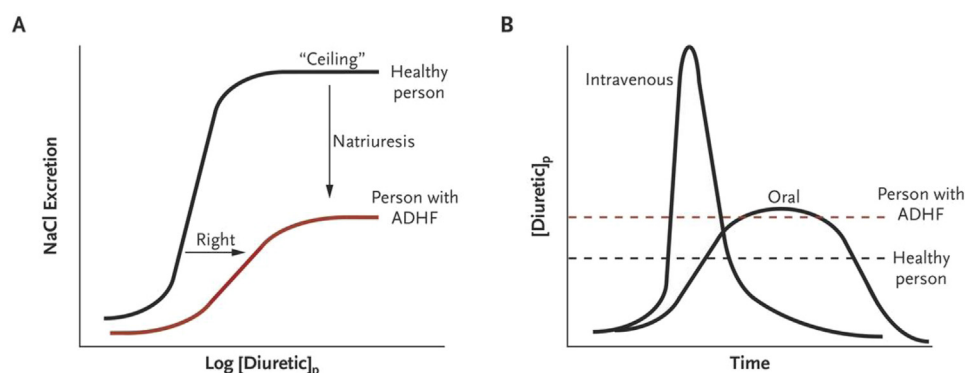 A
NaCl Excretion
“Ceiling”
Healthy
person
Natriuresis
Person with
ADHF
Right
Log [Diuretic]p
B
[Diuretic]p
Intravenous
Oral
Person with
ADHF
Healthy
person
Time